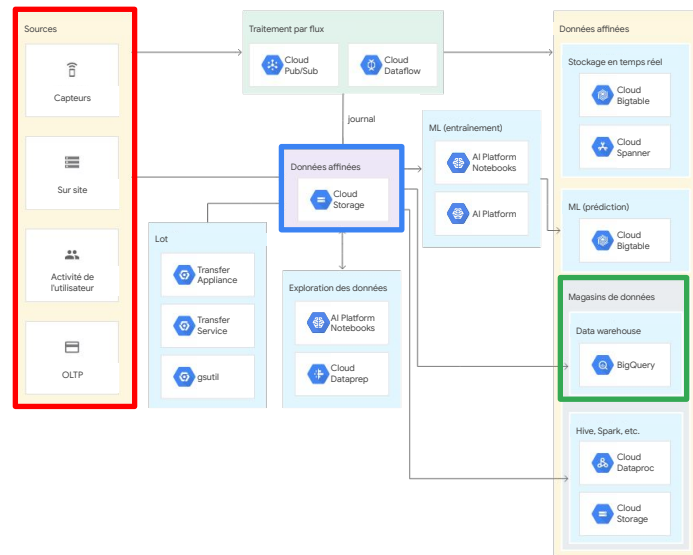 Sources
Capteurs
Sur site
Activité de
l'utilisateur
OLTP
Traitement par flux
Cloud
Pub/Sub
Cloud
Dataflow
journal
Données affinées
Cloud
Storage
Lot
Transfer
Appliance
Transfer
Service
gsutil
Exploration des données
AI Platform
Notebooks
Cloud
Dataprep
ML (entraînement)
AI Platform
Notebooks
AI Platform
Données affinées
Stockage en temps réel
Cloud
Bigtable
Cloud
Spanner
ML (prédiction)
Cloud
Bigtable
Magasins de données
Data warehouse
BigQuery
Hive, Spark, etc.
Cloud
Dataproc
Cloud
Storage